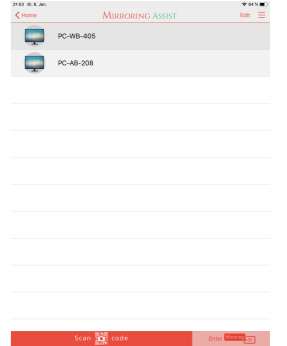 21:53 Di. 8. Jan.
64 %
Home
MIRRORING ASSIST
Edit
PC-WB-405
PC-AB-208
Scan code
Enter